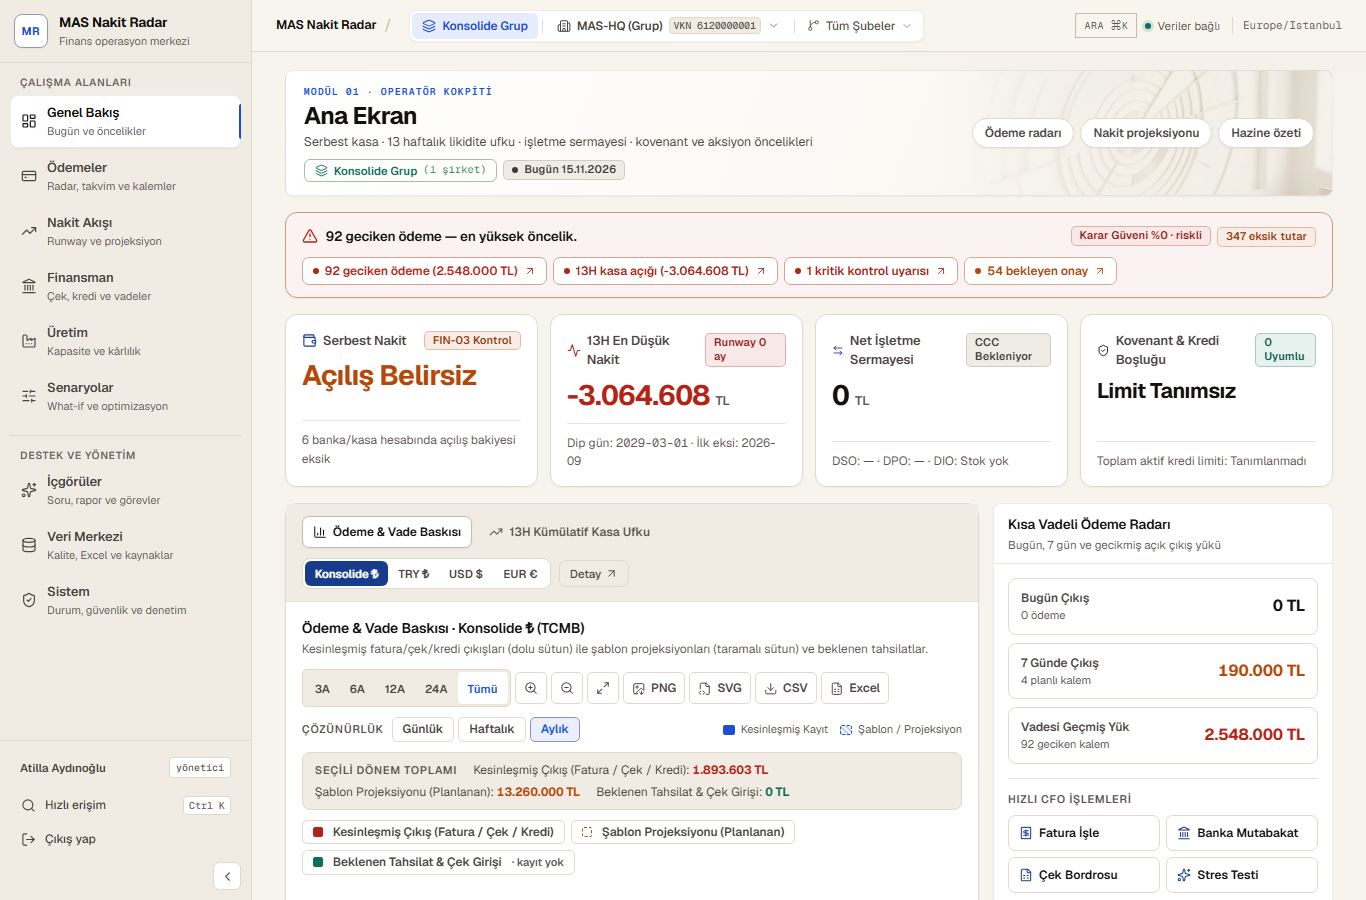 MR
MAS Nakit Radar
Finans operasyon merkezi
ÇALIŞMA ALANLARI
Genel Bakış
Bugün ve öncelikler
Ödemeler
Radar, takvim ve kalemler
Nakit Akışı
Runway ve projeksiyon
Finansman
Çek, kredi ve vadeler
Üretim
Kapasite ve kârlılık
Senaryolar
What-if ve optimizasyon
DESTEK VE YÖNETİM
İçgörüler
Soru, rapor ve görevler
Veri Merkezi
Kalite, Excel ve kaynaklar
Sistem
Durum, güvenlik ve denetim
Atilla Aydınoğlu yönetici
Hızlı erişim Ctrl K
Çıkış yap
MAS Nakit Radar / Konsolide Grup MAS-HQ (Grup) VKN 6120000001 Tüm Şubeler ARA ⌘K Veriler bağlı Europe/Istanbul
MODÜL 01 · OPERATÖR KOKPİTİ
Ana Ekran
Serbest kasa · 13 haftalık likidite ufku · işletme sermayesi · kovenant ve aksiyon öncelikleri
Konsolide Grup (1 şirket) Bugün 15.11.2026
Ödeme radarı Nakit projeksiyonu Hazine özeti
92 geciken ödeme — en yüksek öncelik. Karar Güveni %0 · riskli 347 eksik tutar
92 geciken ödeme (2.548.000 TL) 13H kasa açığı (-3.064.608 TL) 1 kritik kontrol uyarısı 54 bekleyen onay
Serbest Nakit FIN-03 Kontrol
Açılış Belirsiz
6 banka/kasa hesabında açılış bakiyesi
eksik
13H En Düşük
Nakit
Runway 0
ay
-3.064.608 TL
Dip gün: 2029-03-01 · İlk eksi: 2026-
09
Net İşletme
Sermayesi
CCC
Bekleniyor
0 TL
DSO: — · DPO: — · DIO: Stok yok
Kovenant & Kredi
Boşluğu
0
Uyumlu
Limit Tanımsız
Toplam aktif kredi limiti: Tanımlanmadı
Ödeme & Vade Baskısı 13H Kümülatif Kasa Ufku
Konsolide ₺ TRY ₺ USD $ EUR € Detay
Ödeme & Vade Baskısı · Konsolide ₺ (TCMB)
Kesinleşmiş fatura/çek/kredi çıkışları (dolu sütun) ile şablon projeksiyonları (taramalı sütun) ve beklenen tahsilatlar.
3A 6A 12A 24A Tümü PNG SVG CSV Excel
ÇÖZÜNÜRLÜK Günlük Haftalık Aylık Kesinleşmiş Kayıt Şablon / Projeksiyon
SEÇİLİ DÖNEM TOPLAMI Kesinleşmiş Çıkış (Fatura / Çek / Kredi): 1.893.603 TL
Şablon Projeksiyonu (Planlanan): 13.260.000 TL Beklenen Tahsilat & Çek Girişi: 0 TL
Kesinleşmiş Çıkış (Fatura / Çek / Kredi) Şablon Projeksiyonu (Planlanan)
Beklenen Tahsilat & Çek Girişi · kayıt yok
Kısa Vadeli Ödeme Radarı
Bugün, 7 gün ve gecikmiş açık çıkış yükü
Bugün Çıkış
0 ödeme
0 TL
7 Günde Çıkış
4 planlı kalem
190.000 TL
Vadesi Geçmiş Yük
92 geciken kalem
2.548.000 TL
HIZLI CFO İŞLEMLERİ
Fatura İşle Banka Mutabakat
Çek Bordrosu Stres Testi